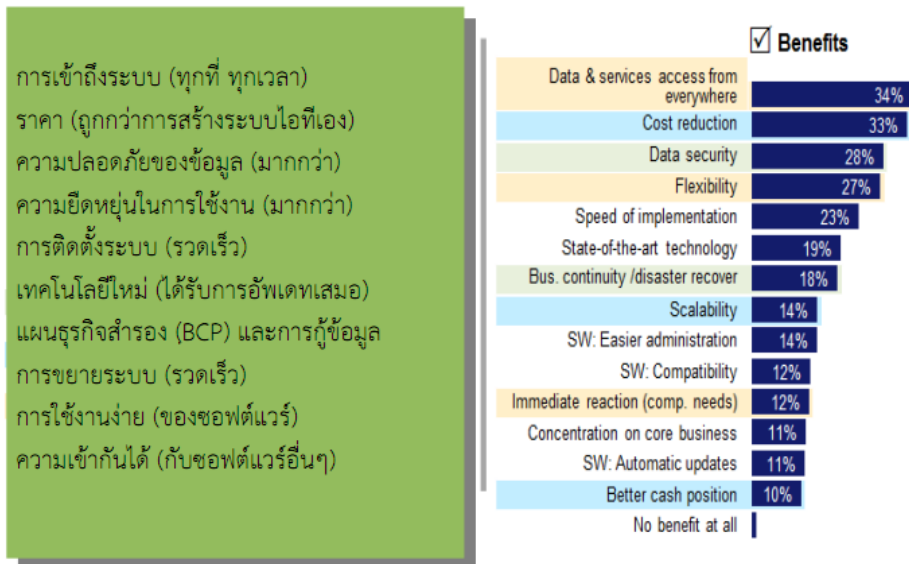 การเข้าถึงระบบ (ทุกที่ ทุกเวลา)
ราคา (ถูกกว่าการสร้างระบบไอทีเอง)
ความปลอดภัยของข้อมูล (มากกว่า)
ความยืดหยุ่นในการใช้งาน (มากกว่า)
การติดตั้งระบบ (รวดเร็ว)
เทคโนโลยีใหม่ (ได้รับการอัพเดทเสมอ)
แผนธุรกิจสำรอง (BCP) และการกู้ข้อมูล
การขยายระบบ (รวดเร็ว)
การใช้งานง่าย (ของซอฟต์แวร์)
ความเข้ากันได้ (กับซอฟต์แวร์อื่นๆ)
Benefits
Data & services access from
everywhere 34%
Cost reduction 33%
Data security 28%
Flexibility 27%
Speed of implementation 23%
State-of-the-art technology 19%
Bus. continuity /disaster recover 18%
Scalability 14%
SW: Easier administration 14%
SW: Compatibility 12%
Immediate reaction (comp. needs) 12%
Concentration on core business 11%
SW: Automatic updates 11%
Better cash position 10%
No benefit at all